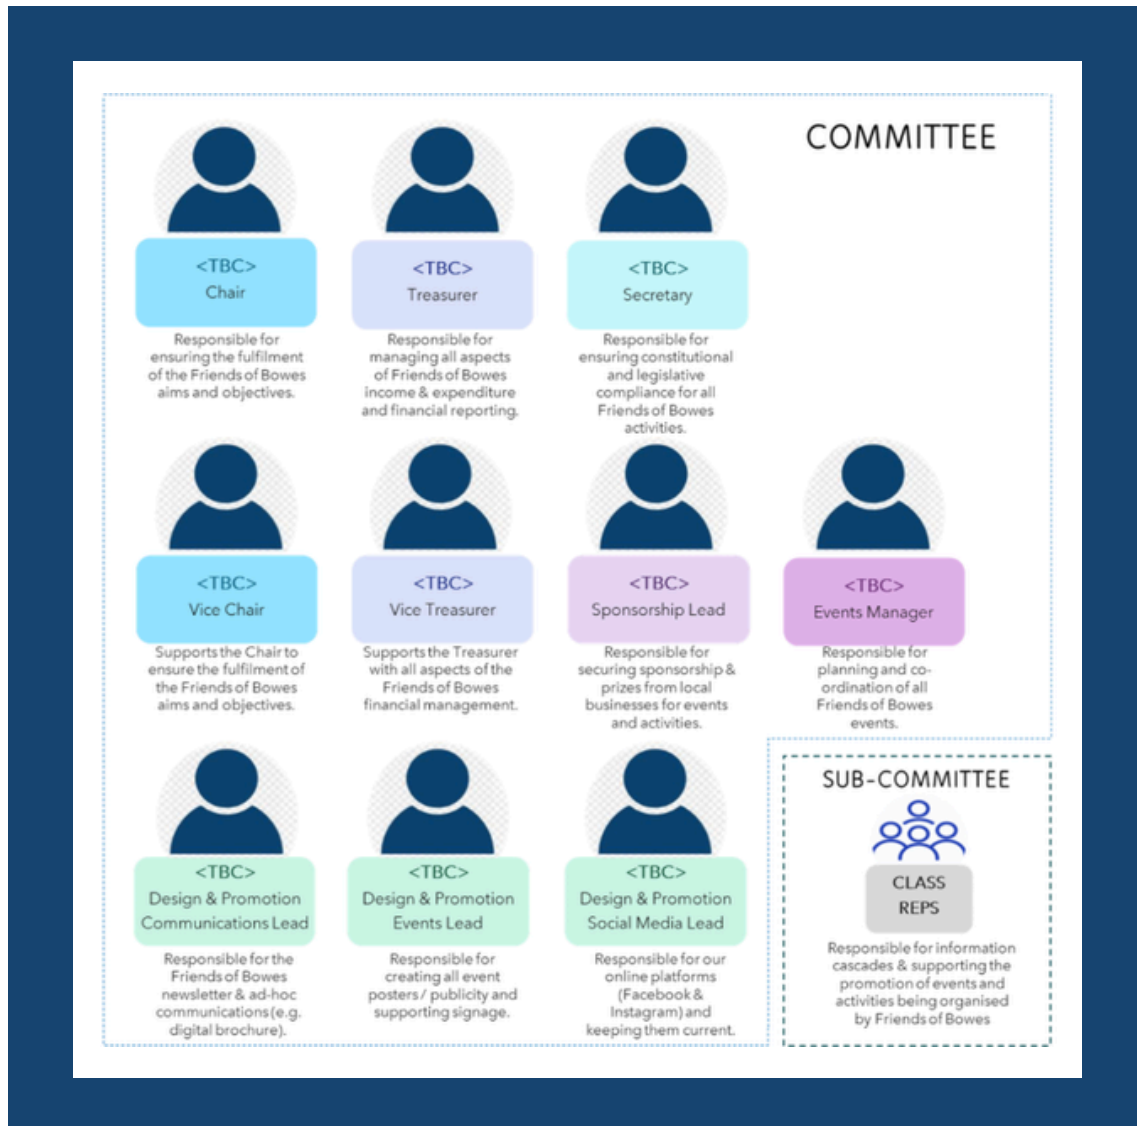 COMMITTEE
<TBC>
Chair
Responsible for
ensuring the fulfilment
of the Friends of Bowes
aims and objectives.
<TBC>
Treasurer
Responsible for
managing all aspects
of Friends of Bowes
income & expenditure
and financial reporting.
<TBC>
Secretary
Responsible for
ensuring constitutional
and legislative
compliance for all
Friends of Bowes
activities.
<TBC>
Vice Chair
Supports the Chair to
ensure the fulfilment of
the Friends of Bowes
aims and objectives.
<TBC>
Vice Treasurer
Supports the Treasurer
with all aspects of the
Friends of Bowes
financial management.
<TBC>
Sponsorship Lead
Responsible for
securing sponsorship &
prizes from local
businesses for events
and activities.
<TBC>
Events Manager
Responsible for
planning and co-
ordination of all
Friends of Bowes
events.
<TBC>
Design & Promotion
Communications Lead
Responsible for the
Friends of Bowes
newsletter & ad-hoc
communications (e.g.
digital brochure).
<TBC>
Design & Promotion
Events Lead
Responsible for
creating all event
posters / publicity and
supporting signage.
<TBC>
Design & Promotion
Social Media Lead
Responsible for our
online platforms
(Facebook &
Instagram) and
keeping them current.
SUB-COMMITTEE
CLASS
REPS
Responsible for information
cascades & supporting the
promotion of events and
activities being organised
by Friends of Bowes